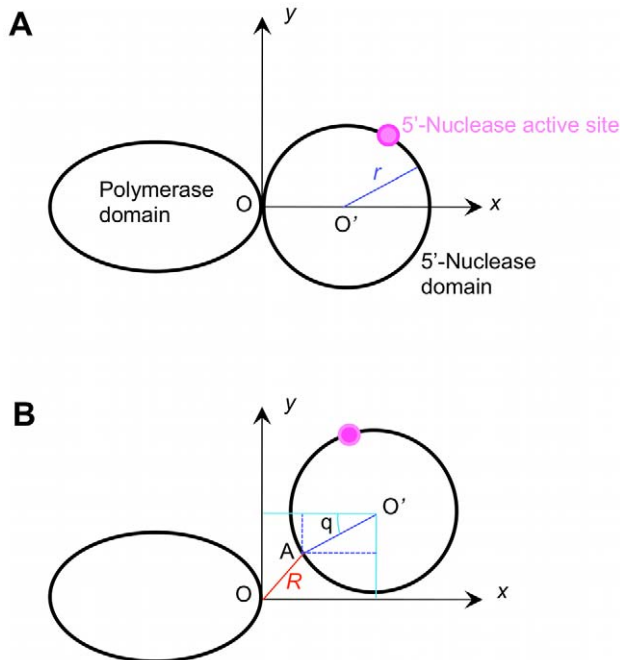 A
y
5'-Nuclease active site
r
Polymerase
domain
O
x
O'
5'-Nuclease
domain
B
y
O'
q
A
R
O
x